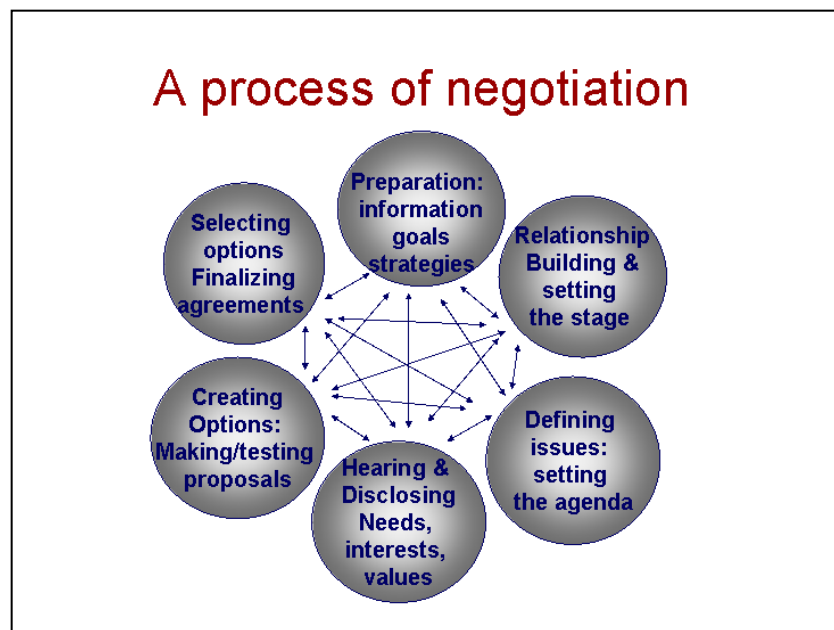 A process of negotiation
Preparation:
information
goals
strategies
Relationship
Building &
setting
the stage
Defining
issues:
setting
the agenda
Hearing &
Disclosing
Needs,
interests,
values
Creating
Options:
Making/testing
proposals
Selecting
options
Finalizing
agreements